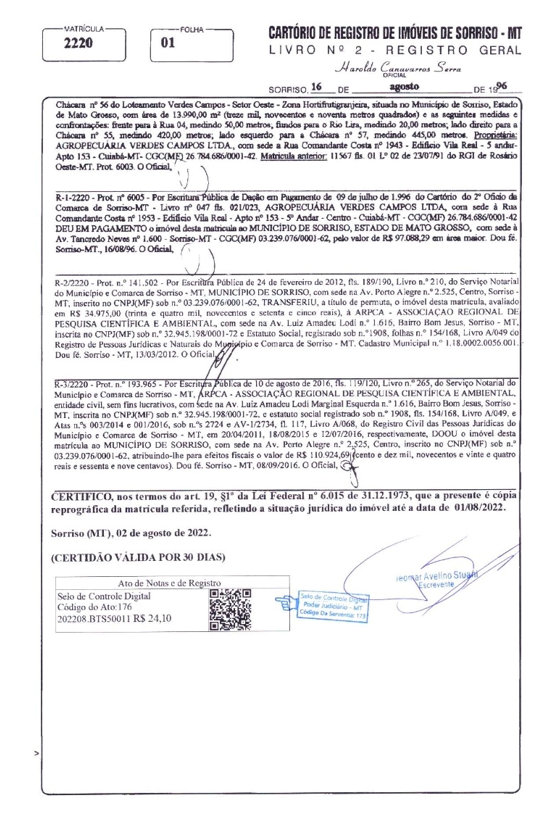 MATRÍCULA
2220
FOLHA
01
CARTÓRIO DE REGISTRO DE IMÓVEIS DE SORRISO - MT
LIVRO Nº 2 - REGISTRO GERAL
Haroldo Canavarros Serra
OFICIAL
SORRISO, 16 DE agosto DE 1996
Chácara nº 56 do Loteamento Verdes Campos - Setor Oeste - Zona Hortifrutigranjeira, situada no Município de Sorriso, Estado
de Mato Grosso, com área de 13.990,00 m² (treze mil, novecentos e noventa metros quadrados) e as seguintes medidas e
confrontações: frente para à Rua 04, medindo 50,00 metros, fundos para o Rio Lira, medindo 20,00 metros; lado direito para a
Chácara nº 55, medindo 420,00 metros; lado esquerdo para a Chácara nº 57, medindo 445,00 metros. Proprietária:
AGROPECUÁRIA VERDES CAMPOS LTDA., com sede a Rua Comandante Costa nº 1943 - Edifício Vila Real - 5 andar-
Apto 153 - Cuiabá-MT- CGC(MF) 26.784.686/0001-42. Matricula anterior: 11567 fls. 01 Lº 02 de 23/07/91 do RGI de Rosário
Oeste-MT. Prot. 6003. O Oficial,
R-1-2220 - Prot. nº 6005 - Por Escritura Pública de Dação em Pagamento de 09 de julho de 1.996 do Cartório do 2º Oficio da
Comarca de Sorriso-MT - Livro nº 047 fls. 021/023, AGROPECUÁRIA VERDES CAMPOS LTDA, com sede à Rua
Comandante Costa nº 1953 - Edifício Vila Real - Apto nº 153 - 5º Andar - Centro - Cuiabá-MT - CGC(MF) 26.784.686/0001-42
DEU EM PAGAMENTO o imóvel desta matricula ao MUNICIPIO DE SORRISO, ESTADO DE MATO GROSSO, com sede à
Av. Tancredo Neves nº 1.600 - Sorriso-MT - CGC(MF) 03.239.076/0001-62, pelo valor de R$ 97.088,29 em área maior. Dou fé.
Sorriso-MT., 16/08/96. O Oficial,
R-2/2220 - Prot. n.º 141.502 - Por Escritura Pública de 24 de fevereiro de 2012, fls. 189/190, Livro n.º 210, do Serviço Notarial
do Município e Comarca de Sorriso - MT, MUNICÍPIO DE SORRISO, com sede na Av. Porto Alegre n.º 2.525, Centro, Sorriso -
MT, inscrito no CNPJ(MF) sob n.º 03.239.076/0001-62, TRANSFERIU, a título de permuta, o imóvel desta matrícula, avaliado
em R$ 34.975,00 (trinta e quatro mil, novecentos e setenta e cinco reais), à ARPCA - ASSOCIAÇAO REGIONAL DE
PESQUISA CIENTÍFICA E AMBIENTAL, com sede na Av. Luiz Amadeu Lodi n.º 1.616, Bairro Bom Jesus, Sorriso - MT,
inscrita no CNPJ(MF) sob n.º 32.945.198/0001-72 e Estatuto Social, registrado sob n.º1908, folhas n.º 154/168, Livro A/049 do
Registro de Pessoas Jurídicas e Naturais do Município e Comarca de Sorriso - MT. Cadastro Municipal n.º 1.18.0002.0056.001.
Dou fé. Sorriso - MT, 13/03/2012. O Oficial,
R-3/2220 - Prot. n.º 193.965 - Por Escritura Pública de 10 de agosto de 2016, fls. 119/120, Livro n.º 265, do Serviço Notarial do
Município e Comarca de Sorriso - MT, ARPCA - ASSOCIAÇÃO REGIONAL DE PESQUISA CIENTÍFICA E AMBIENTAL,
entidade civil, sem fins lucrativos, com sede na Av. Luiz Amadeu Lodi Marginal Esquerda n.º 1.616, Bairro Bom Jesus, Sorriso -
MT, inscrita no CNPJ(MF) sob n.º 32.945.198/0001-72, e estatuto social registrado sob n.º 1908, fls. 154/168, Livro A/049, e
Atas n.ºs 003/2014 e 001/2016, sob n.ºs 2724 e AV-1/2734, fl. 117, Livro A/068, do Registro Civil das Pessoas Jurídicas do
Município e Comarca de Sorriso - MT, em 20/04/2011, 18/08/2015 e 12/07/2016, respectivamente, DOOU o imóvel desta
matrícula ao MUNICÍPIO DE SORRISO, com sede na Av. Porto Alegre n.º 2.525, Centro, inscrito no CNPJ(MF) sob n.º
03.239.076/0001-62, atribuindo-lhe para efeitos fiscais o valor de R$ 110.924,69 (cento e dez mil, novecentos e vinte e quatro
reais e sessenta e nove centavos). Dou fé. Sorriso - MT, 08/09/2016. O Oficial,
CERTIFICO, nos termos do art. 19, §1º da Lei Federal nº 6.015 de 31.12.1973, que a presente é cópia
reprográfica da matrícula referida, refletindo a situação jurídica do imóvel até a data de 01/08/2022.
Sorriso (MT), 02 de agosto de 2022.
(CERTIDÃO VÁLIDA POR 30 DIAS)
Ato de Notas e de Registro
Selo de Controle Digital
Código do Ato:176
202208.BTS50011 R$ 24,10
Selo de Controle Digital
Poder Judiciário - MT
Código Da Serventia: 173
Avelino
Escrevente